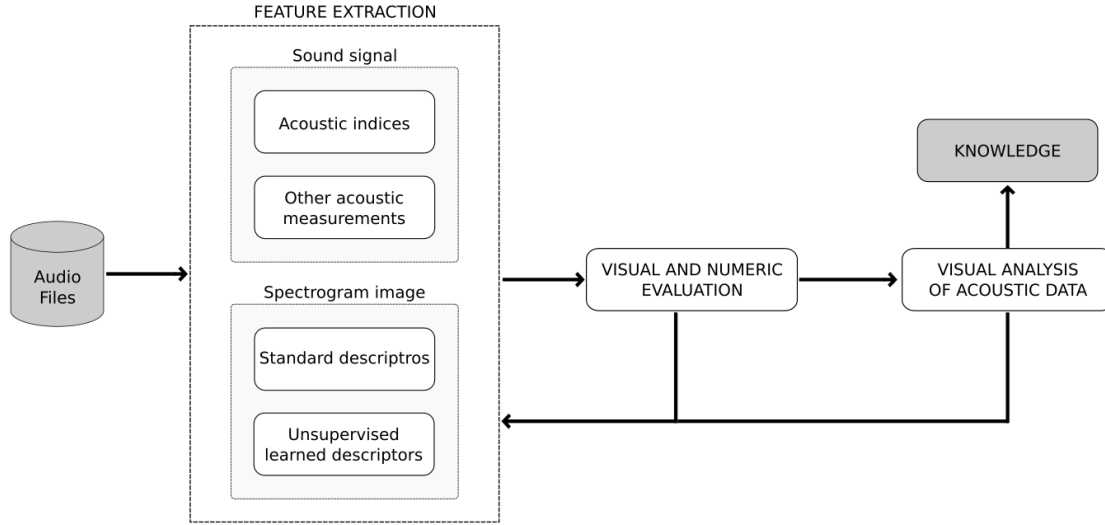 FEATURE EXTRACTION
Sound signal
Acoustic indices
Other acoustic
measurements
Audio
Files
Spectrogram image
Standard descriptros
Unsupervised
learned descriptors
VISUAL AND NUMERIC
EVALUATION
VISUAL ANALYSIS
OF ACOUSTIC DATA
KNOWLEDGE